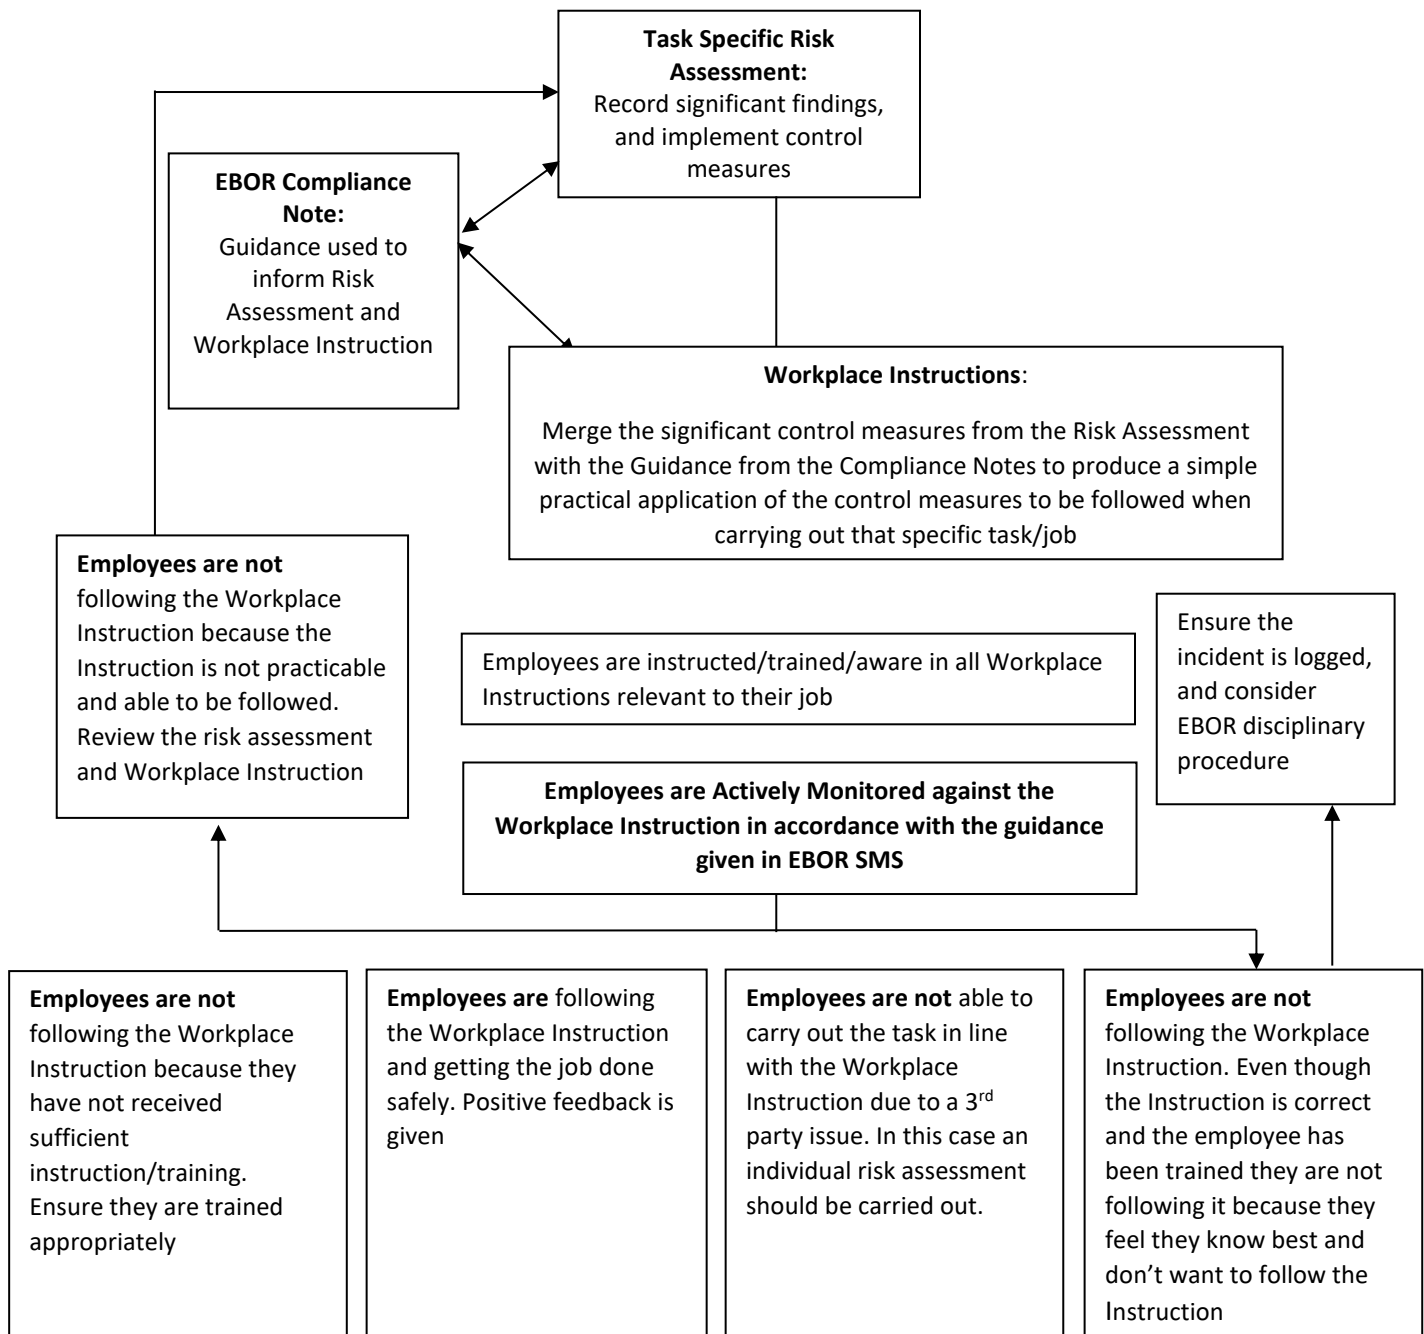 Task Specific Risk
Assessment:
Record significant findings,
and implement control
measures
EBOR Compliance
Note:
Guidance used to
inform Risk
Assessment and
Workplace Instruction
Workplace Instructions:
Merge the significant control measures from the Risk Assessment
with the Guidance from the Compliance Notes to produce a simple
practical application of the control measures to be followed when
carrying out that specific task/job
Employees are not
following the Workplace
Instruction because the
Instruction is not practicable
and able to be followed.
Review the risk assessment
and Workplace Instruction
Employees are instructed/trained/aware in all Workplace
Instructions relevant to their job
Ensure the
incident is logged,
and consider
EBOR disciplinary
procedure
Employees are Actively Monitored against the
Workplace Instruction in accordance with the guidance
given in EBOR SMS
Employees are not
following the Workplace
Instruction because they
have not received
sufficient
instruction/training.
Ensure they are trained
appropriately
Employees are following
the Workplace Instruction
and getting the job done
safely. Positive feedback is
given
Employees are not able to
carry out the task in line
with the Workplace
Instruction due to a 3rd
party issue. In this case an
individual risk assessment
should be carried out.
Employees are not
following the Workplace
Instruction. Even though
the Instruction is correct
and the employee has
been trained they are not
following it because they
feel they know best and
don’t want to follow the
Instruction